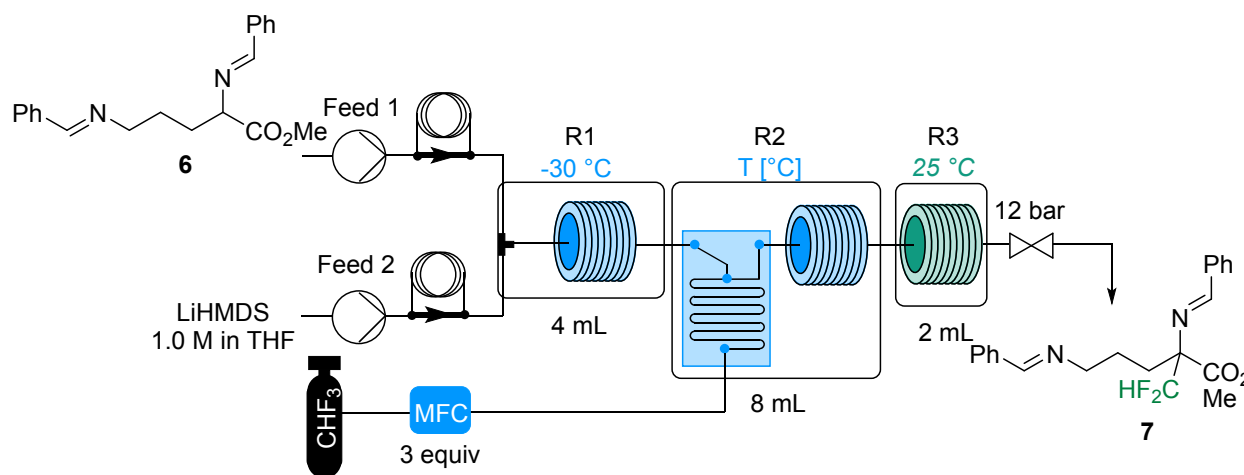 Ph
N
Ph
N
CO2Me
6
Feed 1
R1
-30 °C
R2
T [°C]
R3
25 °C
12 bar
Feed 2
LiHMDS
1.0 M in THF
4 mL
8 mL
2 mL
CHF3
MFC
3 equiv
Ph
N
Ph
N
CO2
HF2C
Me
7